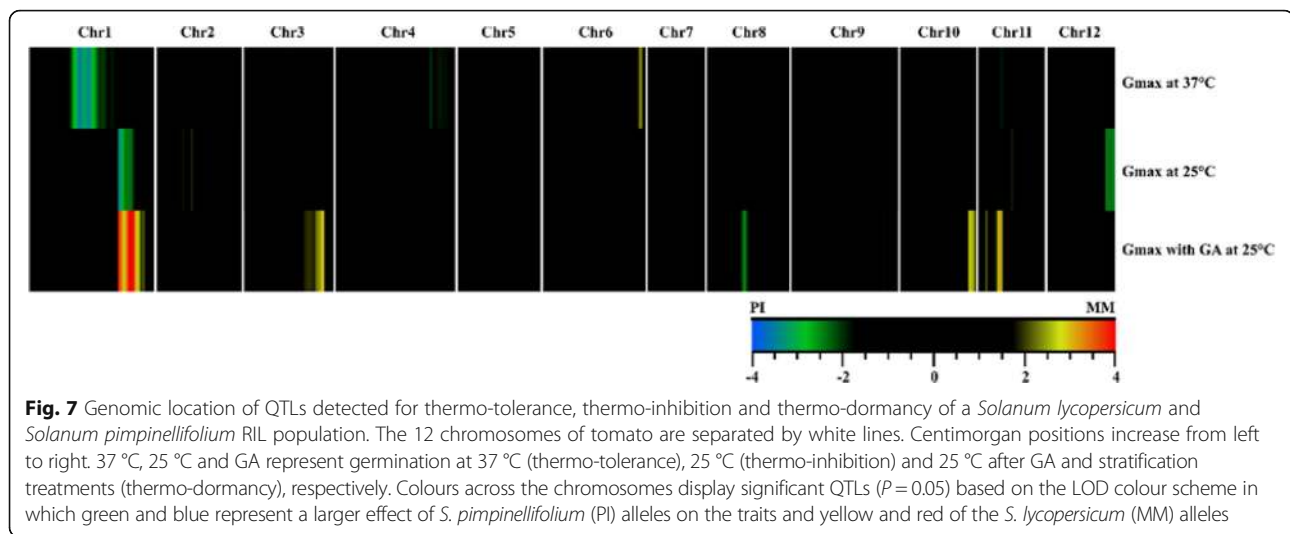 Chr1 Chr2 Chr3 Chr4 Chr5 Chr6 Chr7 Chr8 Chr9 Chr10 Chr11 Chr12
Gmax at 37°C
Gmax at 25°C
Gmax with GA at 25°C
PI MM
-4 -2 0 2 4
Fig. 7 Genomic location of QTLs detected for thermo-tolerance, thermo-inhibition and thermo-dormancy of a Solanum lycopersicum and
Solanum pimpinellifolium RIL population. The 12 chromosomes of tomato are separated by white lines. Centimorgan positions increase from left
to right. 37 °C, 25 °C and GA represent germination at 37 °C (thermo-tolerance), 25 °C (thermo-inhibition) and 25 °C after GA and stratification
treatments (thermo-dormancy), respectively. Colours across the chromosomes display significant QTLs (P = 0.05) based on the LOD colour scheme in
which green and blue represent a larger effect of S. pimpinellifolium (PI) alleles on the traits and yellow and red of the S. lycopersicum (MM) alleles